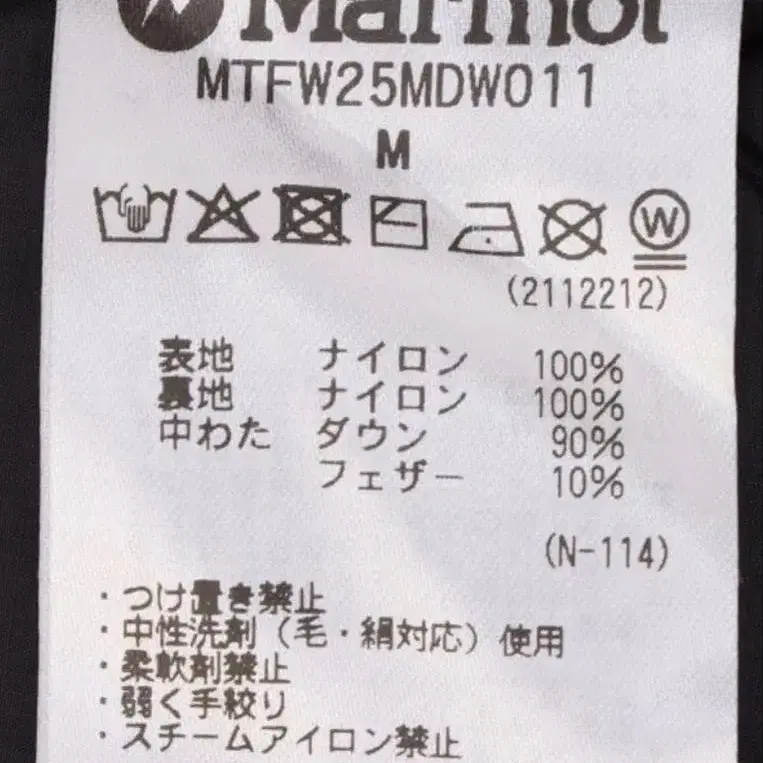 Marmot
MTFW25MDW011
M
W
(2112212)
表地 ナイロン 100%
裏地 ナイロン 100%
中わた ダウン 90%
フェザー 10%
(N-114)
・つけ置き禁止
・中性洗剤（毛・絹対応）使用
・柔軟剤禁止
・弱く手絞り
・スチームアイロン禁止